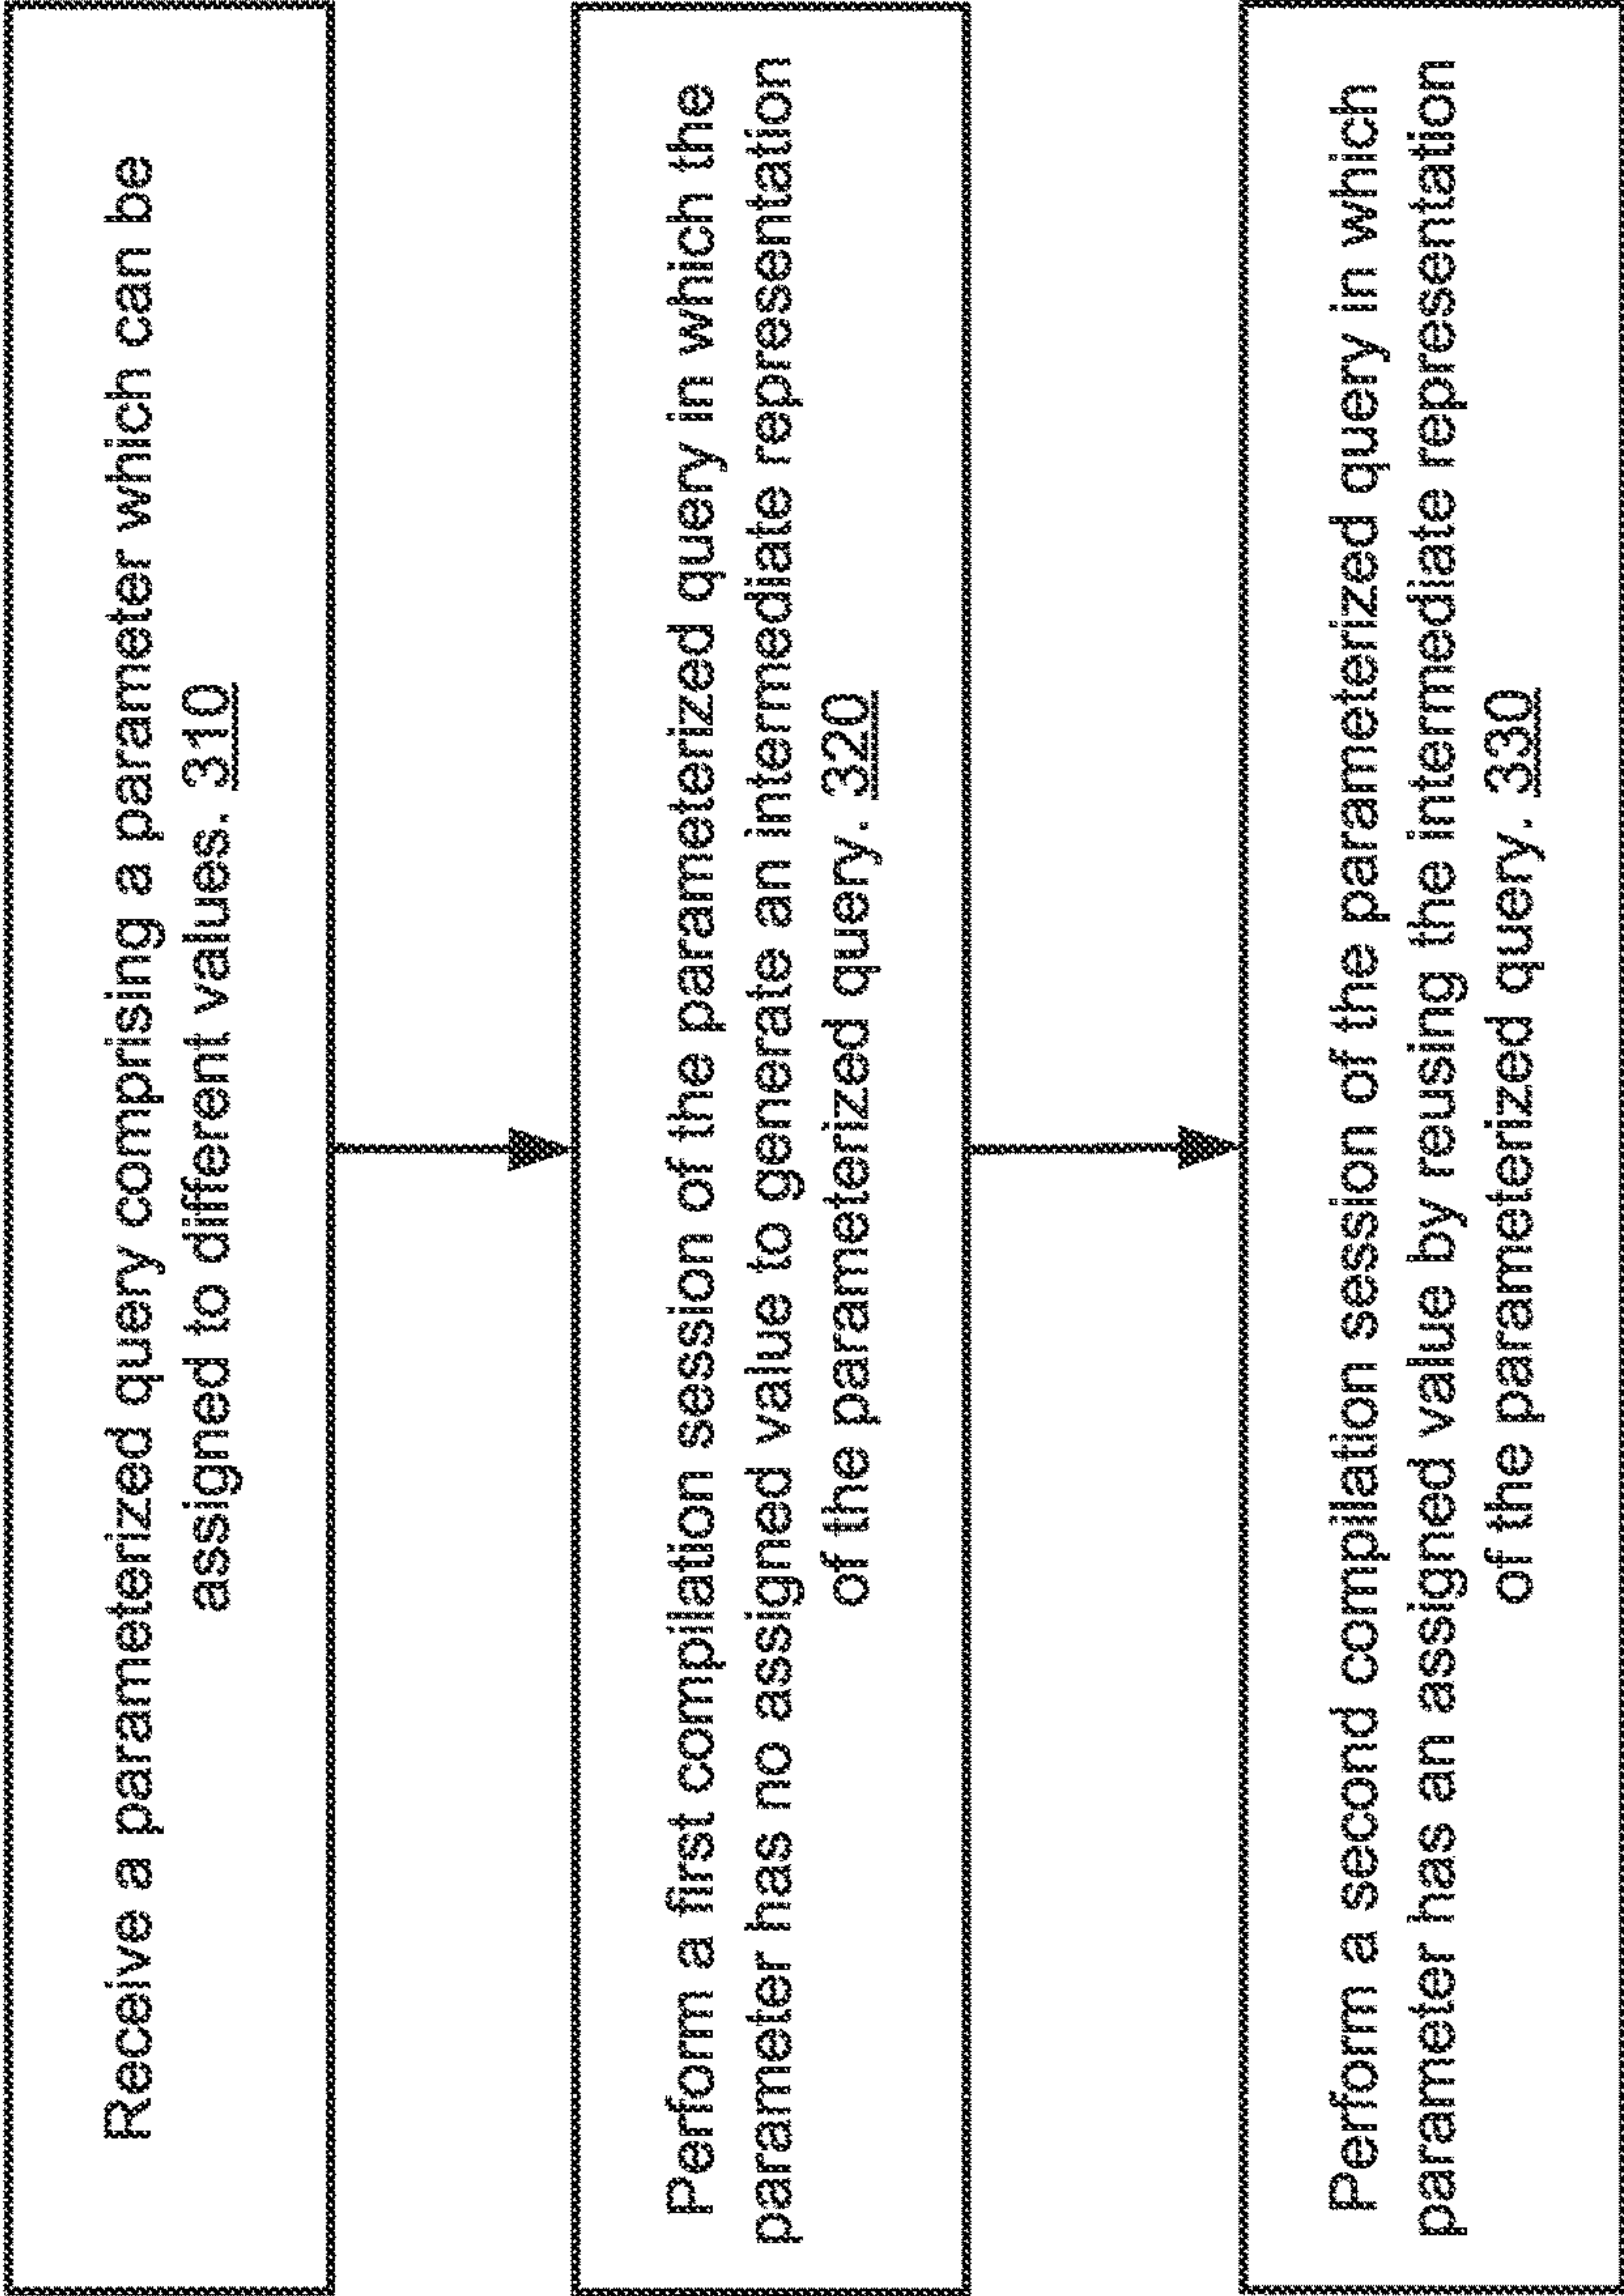 Receive a parameterized query comprising a parameter which can be
assigned to different values. 310
Perform a first compilation session of the parameterized query in which the
parameter has no assigned value to generate an intermediate representation
of the parameterized query. 320
Perform a second compilation session of the parameterized query in which
parameter has an assigned value by reusing the intermediate representation
of the parameterized query. 330